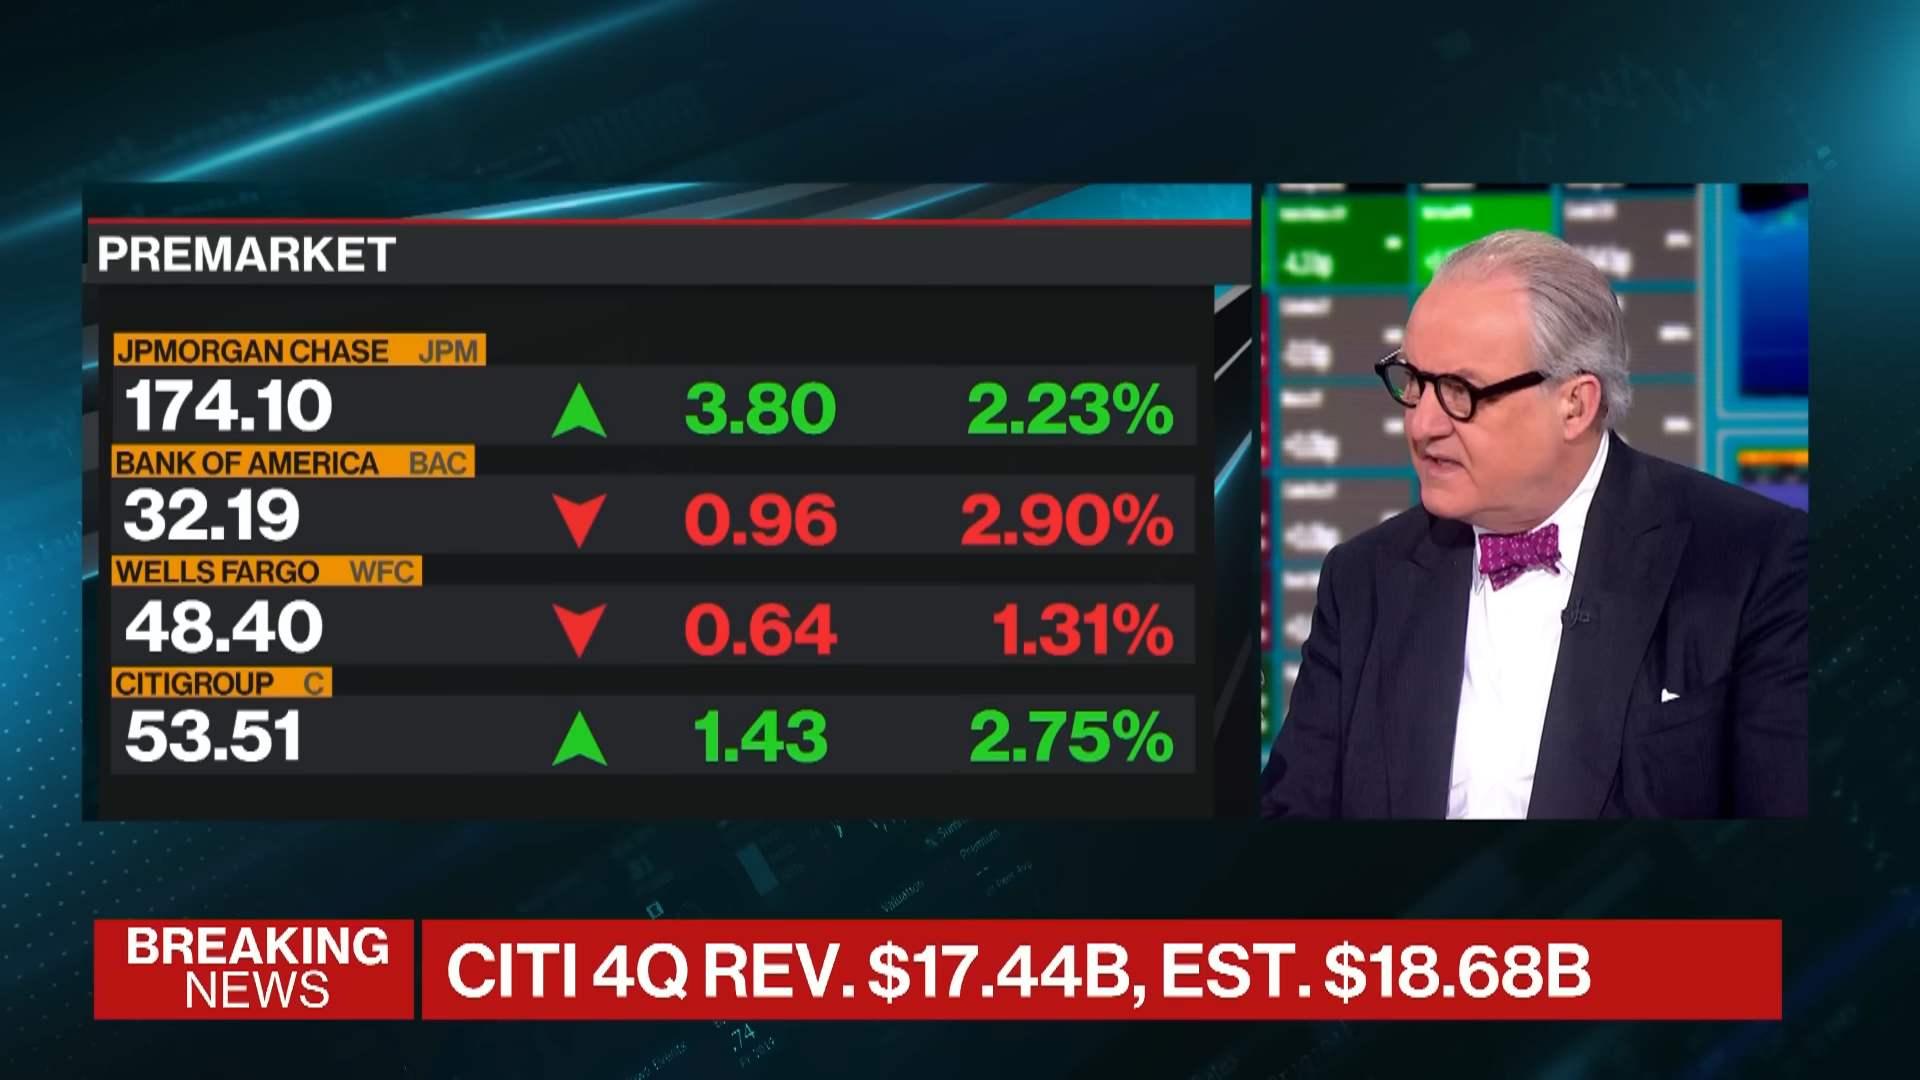 PREMARKET
JPMORGAN CHASE JPM
174.10 3.80 2.23%
BANK OF AMERICA BAC
32.19 0.96 2.90%
WELLS FARGO WFC
48.40 0.64 1.31%
CITIGROUP C
53.51 1.43 2.75%
Premium
Valuation
BREAKING
NEWS
CITI 4Q REV. $17.44B, EST. $18.68B